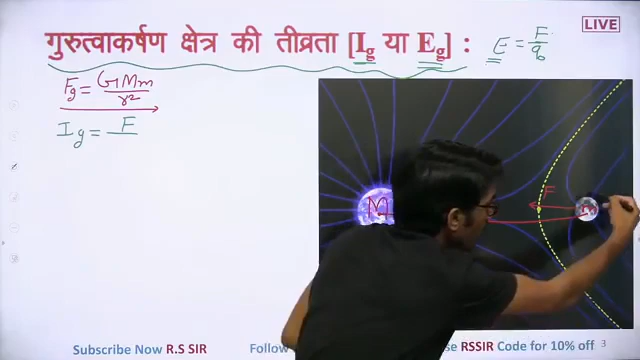 LIVE
गुरुत्वाकर्षण क्षेत्र की तीव्रता [Ig या Eg] :
E = F/q
Fg = GMm/r²
Ig = F
M
F
m
Subscribe Now R.S SIR
Follow
RSSIR Code for 10% off
3